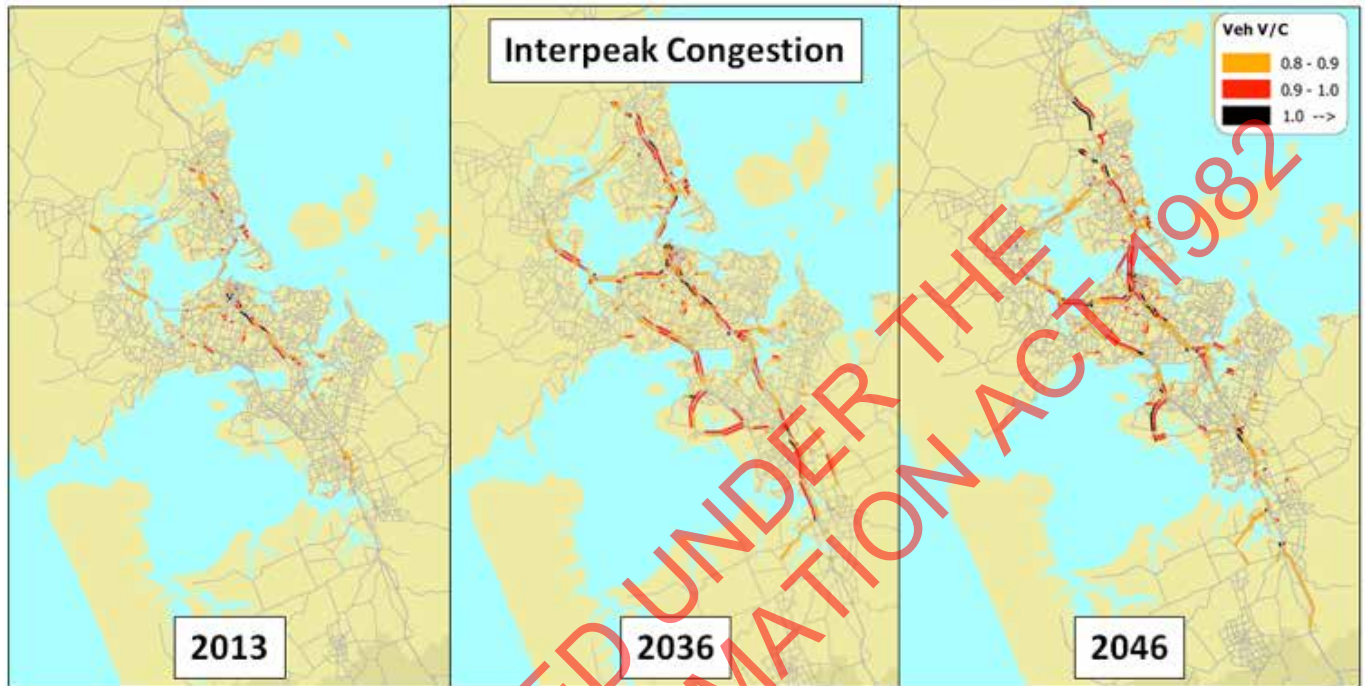 Interpeak Congestion
Veh V/C
0.8 - 0.9
0.9 - 1.0
1.0 -->
2013
2036
2046
ED UNDER THE
MATION ACT 1982